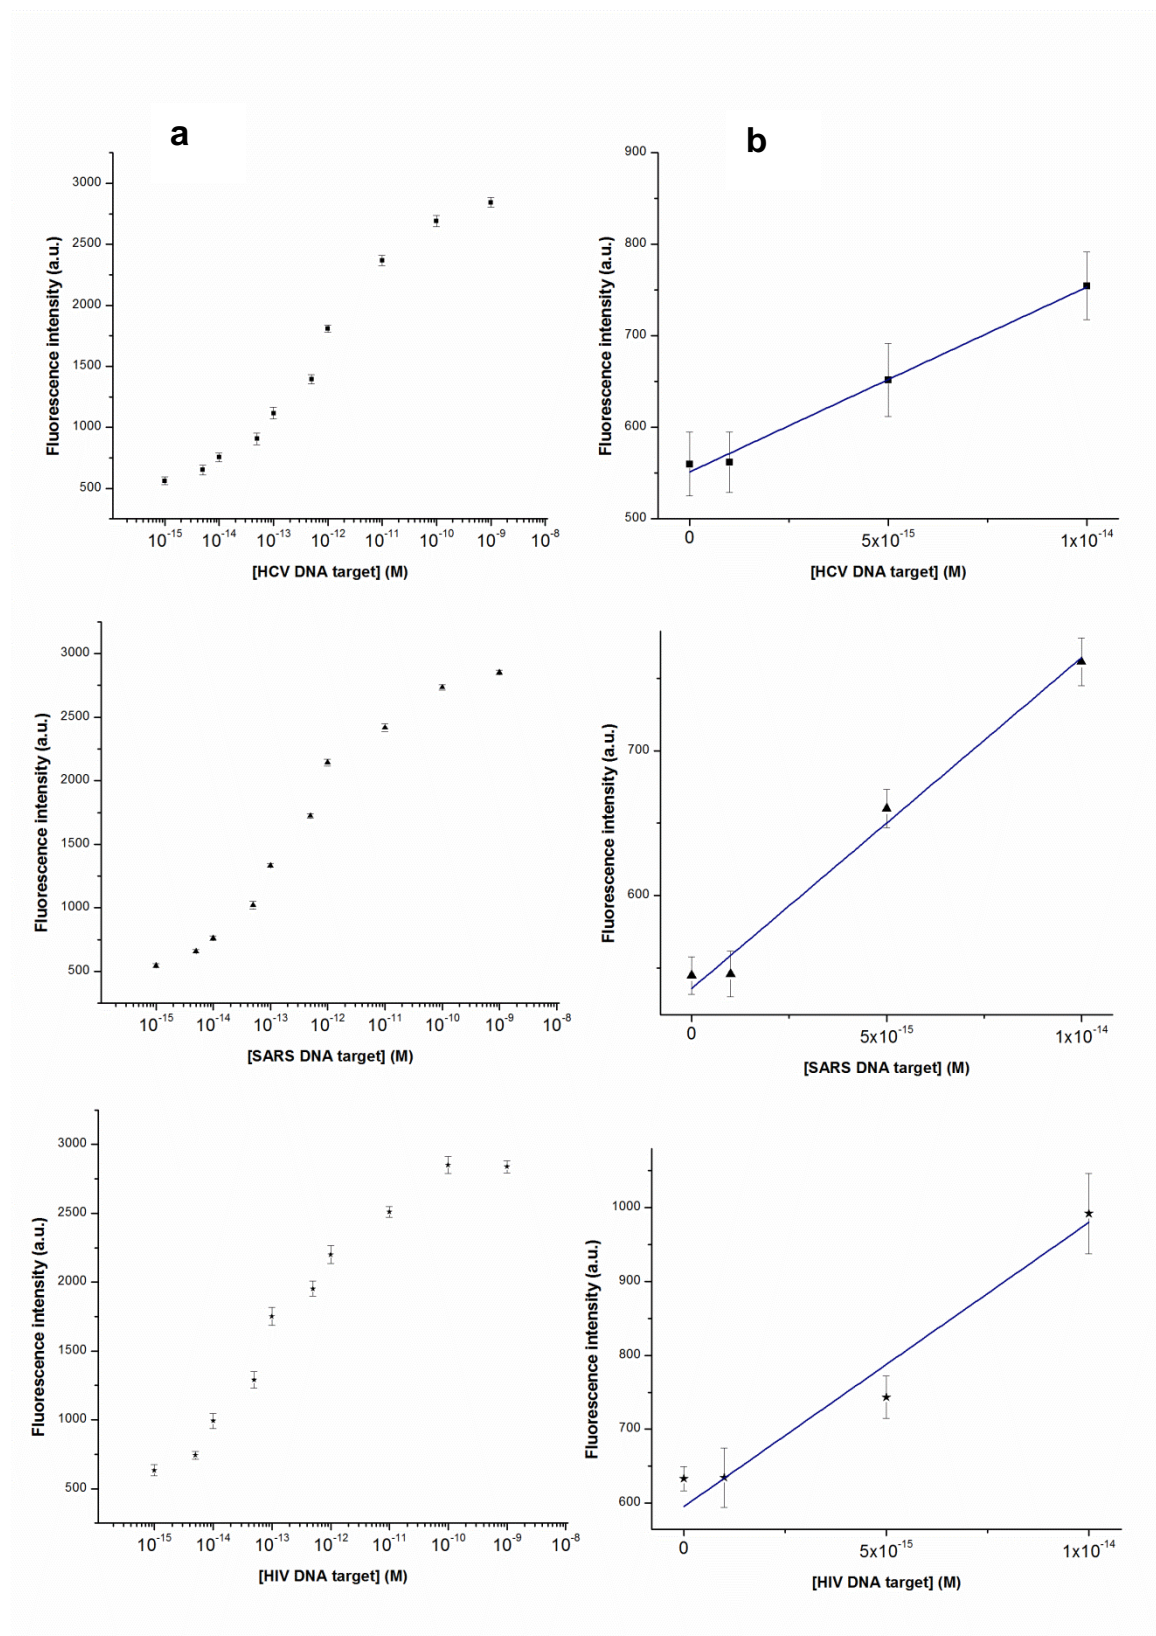 a
b
3000
2500
2000
1500
1000
500
Fluorescence intensity (a.u.)
10⁻¹⁵ 10⁻¹⁴ 10⁻¹³ 10⁻¹² 10⁻¹¹ 10⁻¹⁰ 10⁻⁹ 10⁻⁸
[HCV DNA target] (M)
900
800
700
600
500
Fluorescence intensity (a.u.)
0 5x10⁻¹⁵ 1x10⁻¹⁴
[HCV DNA target] (M)
3000
2500
2000
1500
1000
500
Fluorescence intensity (a.u.)
10⁻¹⁵ 10⁻¹⁴ 10⁻¹³ 10⁻¹² 10⁻¹¹ 10⁻¹⁰ 10⁻⁹ 10⁻⁸
[SARS DNA target] (M)
700
600
Fluorescence intensity (a.u.)
0 5x10⁻¹⁵ 1x10⁻¹⁴
[SARS DNA target] (M)
3000
2500
2000
1500
1000
500
Fluorescence intensity (a.u.)
10⁻¹⁵ 10⁻¹⁴ 10⁻¹³ 10⁻¹² 10⁻¹¹ 10⁻¹⁰ 10⁻⁹ 10⁻⁸
[HIV DNA target] (M)
1000
900
800
700
600
Fluorescence intensity (a.u.)
0 5x10⁻¹⁵ 1x10⁻¹⁴
[HIV DNA target] (M)